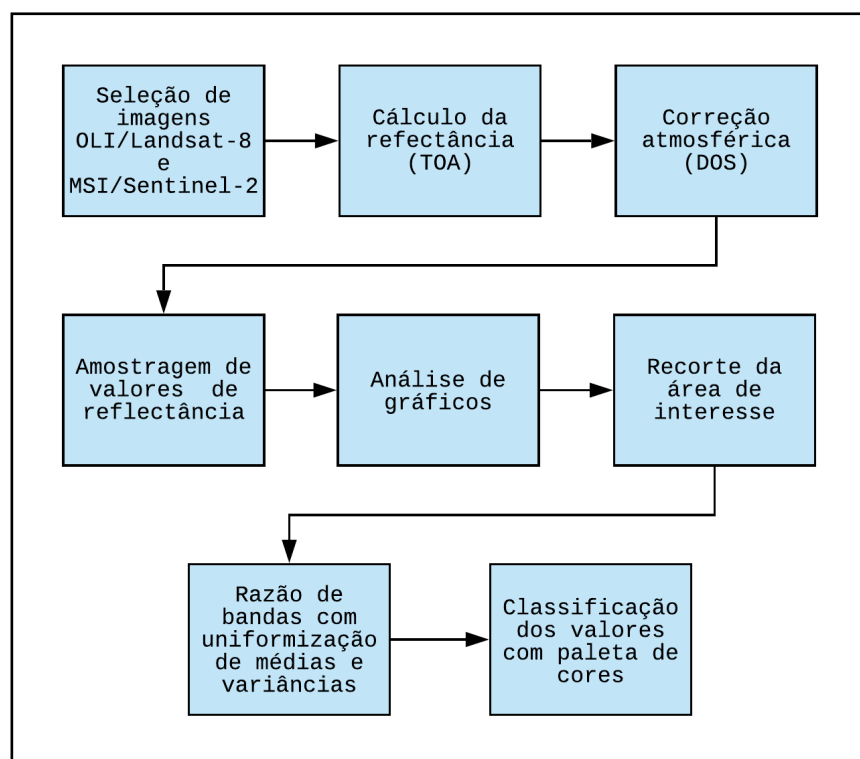 Seleção de
imagens
OLI/Landsat-8
e
MSI/Sentinel-2
Cálculo da
refectância
(TOA)
Correção
atmosférica
(DOS)
Amostragem de
valores de
reflectância
Análise de
gráficos
Recorte da
área de
interesse
Razão de
bandas com
uniformização
de médias e
variâncias
Classificação
dos valores
com paleta de
cores